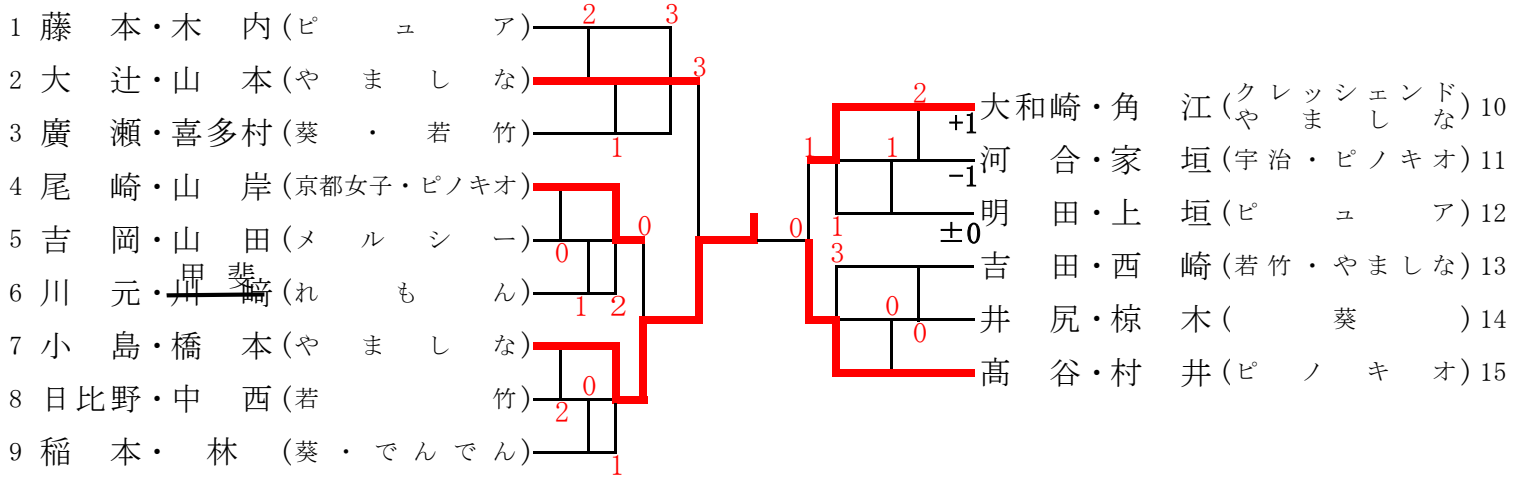 1 藤 本・木 内(ピ ュ ア)
2 大 辻・山 本(や ま し な)
3 廣 瀬・喜多村(葵 ・ 若 竹)
4 尾 崎・山 岸(京都女子・ピノキオ)
5 吉 岡・山 田(メ ル シ ー)
甲 斐
6 川 元・川 﨑(れ も ん)
7 小 島・橋 本(や ま し な)
8 日比野・中 西(若 竹)
9 稲 本・ 林 (葵・でんでん)
2 3
3
1
0
0
1 2
0
2
1
大和崎・角 江(クレッシェンド やましな) 10
河 合・家 垣(宇治・ピノキオ) 11
明 田・上 垣(ピ ュ ア) 12
吉 田・西 崎(若竹・やましな) 13
井 尻・椋 木( 葵 ) 14
髙 谷・村 井(ピ ノ キ オ) 15
2
+1
1 1
-1
0 1
±0
3
0
0